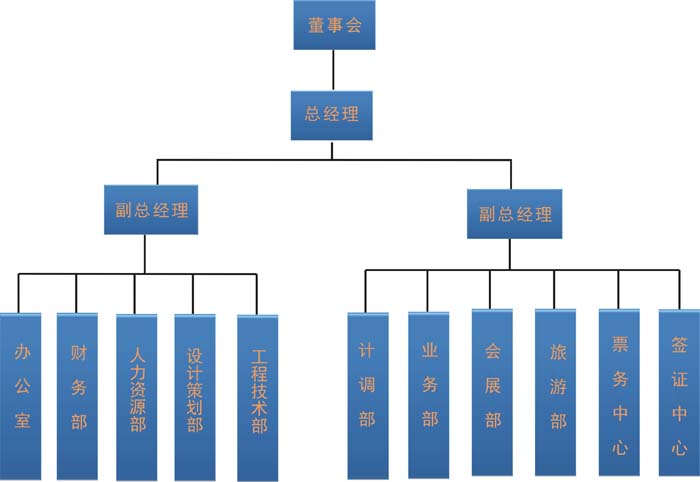 董事会
总经理
副总经理
副总经理
办公室
财务部
人力资源部
设计策划部
工程技术部
计调部
业务部
会展部
旅游部
票务中心
签证中心